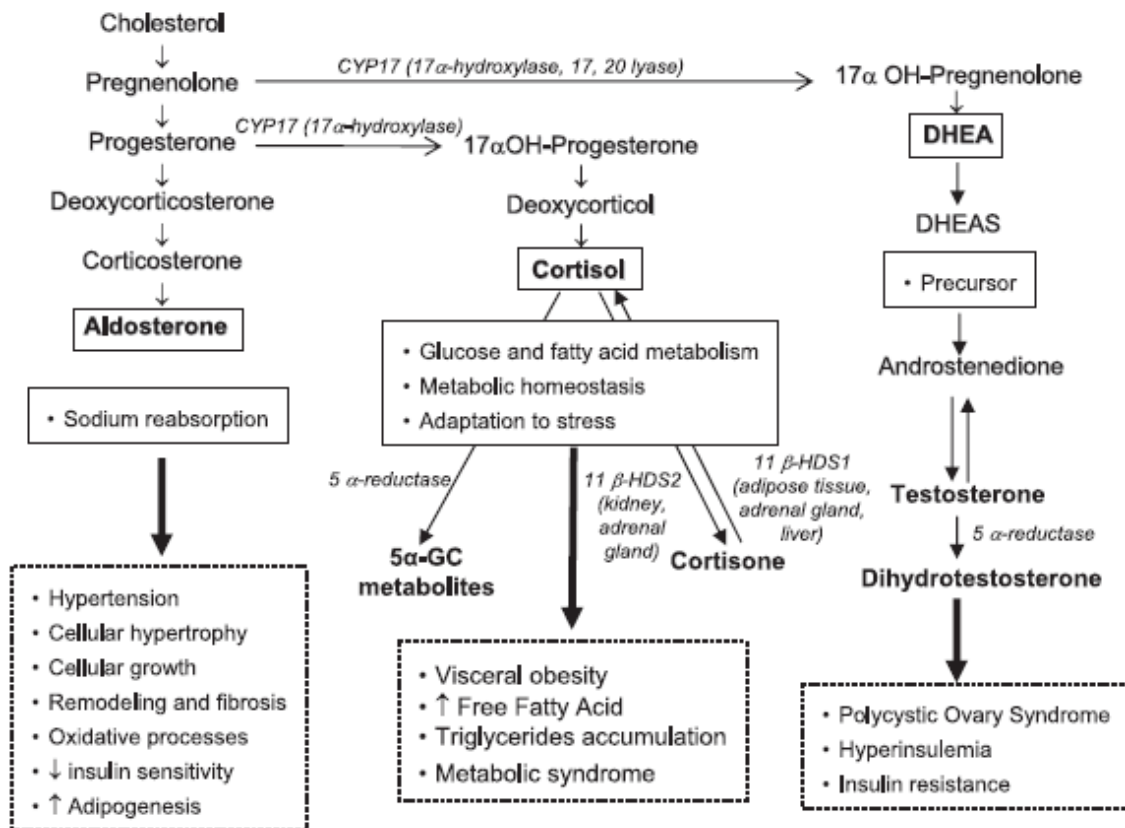 Cholesterol
↓
Pregnenolone
CYP17 (17α-hydroxylase, 17, 20 lyase)
17α OH-Pregnenolone
↓
↓
Progesterone
CYP17 (17α-hydroxylase)
17αOH-Progesterone
DHEA
↓
↓
Deoxycorticosterone
Deoxycorticol
DHEAS
↓
↓
Corticosterone
Cortisol
• Precursor
↓
Aldosterone
• Glucose and fatty acid metabolism
• Metabolic homeostasis
• Adaptation to stress
Androstenedione
• Sodium reabsorption
5 α-reductase
11 β-HDS2
(kidney,
adrenal
gland)
11 β-HDS1
(adipose tissue,
adrenal gland,
liver)
Testosterone
↓
5 α-reductase
5α-GC
metabolites
Cortisone
Dihydrotestosterone
• Hypertension
• Cellular hypertrophy
• Cellular growth
• Remodeling and fibrosis
• Oxidative processes
• ↓ insulin sensitivity
• ↑ Adipogenesis
• Visceral obesity
• ↑ Free Fatty Acid
• Triglycerides accumulation
• Metabolic syndrome
• Polycystic Ovary Syndrome
• Hyperinsulemia
• Insulin resistance